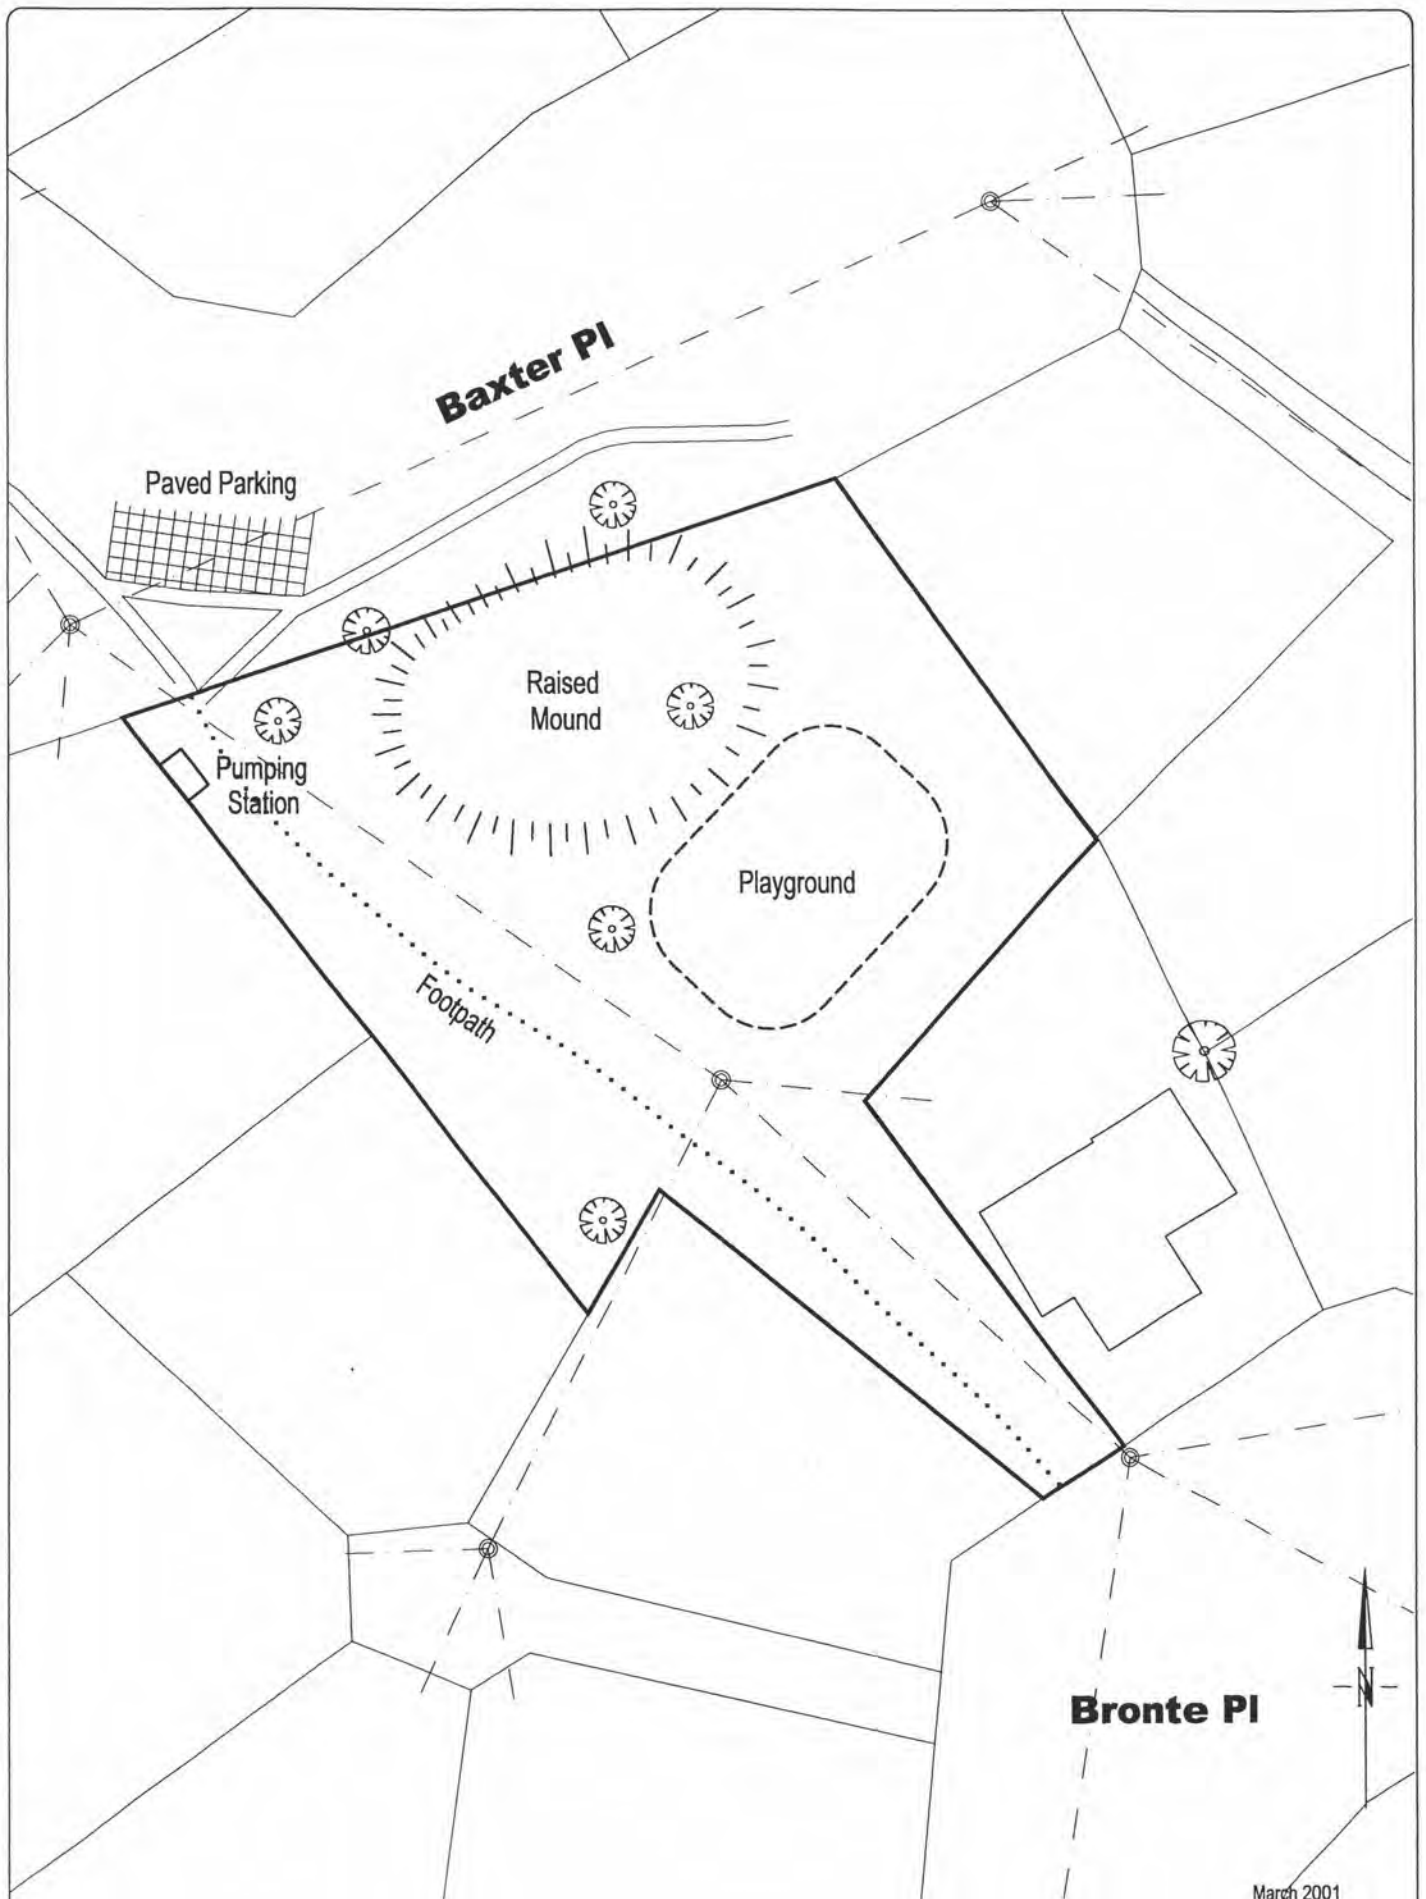 Baxter Pl
Paved Parking
Raised
Mound
Pumping
Station
Playground
Footpath
N
Bronte Pl
March 2001